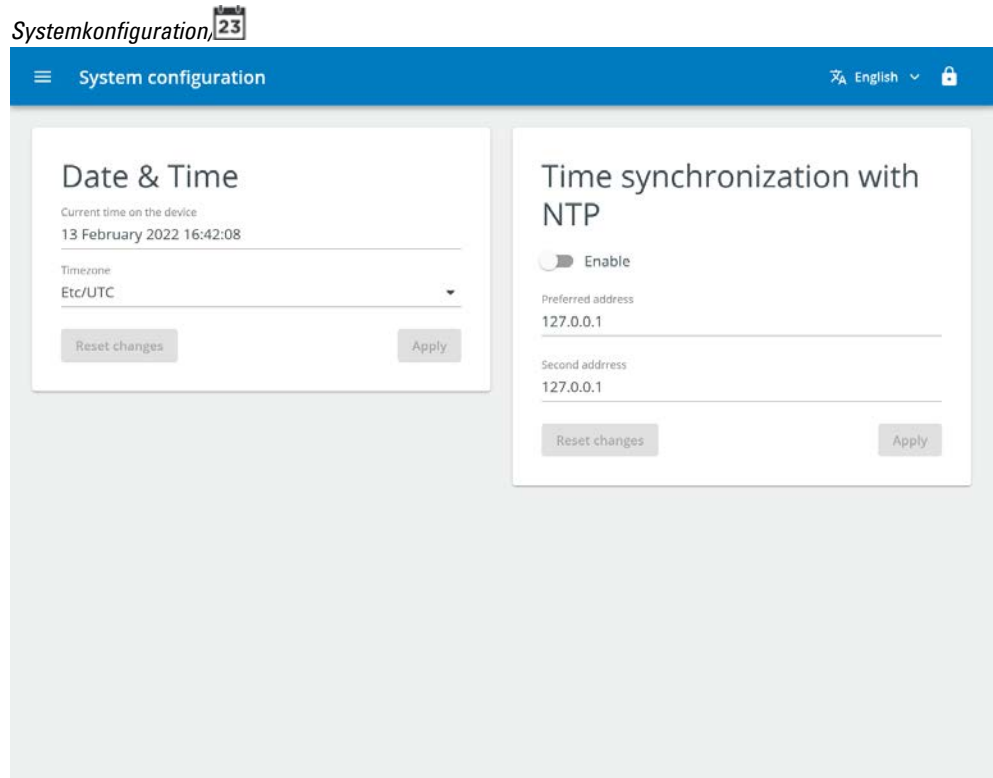 Systemkonfiguration/23
System configuration
English
Date & Time
Current time on the device
13 February 2022 16:42:08
Timezone
Etc/UTC
Reset changes
Apply
Time synchronization with
NTP
Enable
Preferred address
127.0.0.1
Second addrress
127.0.0.1
Reset changes
Apply